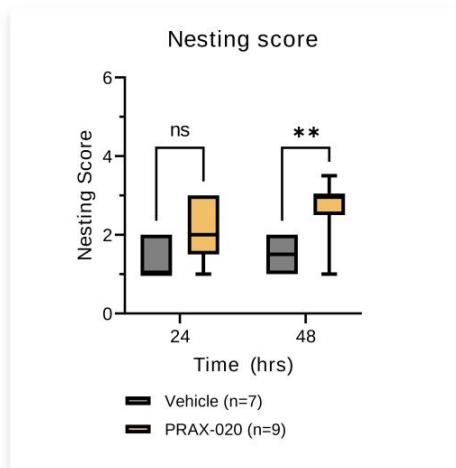 Nesting score
6
4
2
0
Nesting Score
ns
**
24
48
Time (hrs)
Vehicle (n=7)
PRAX-020 (n=9)